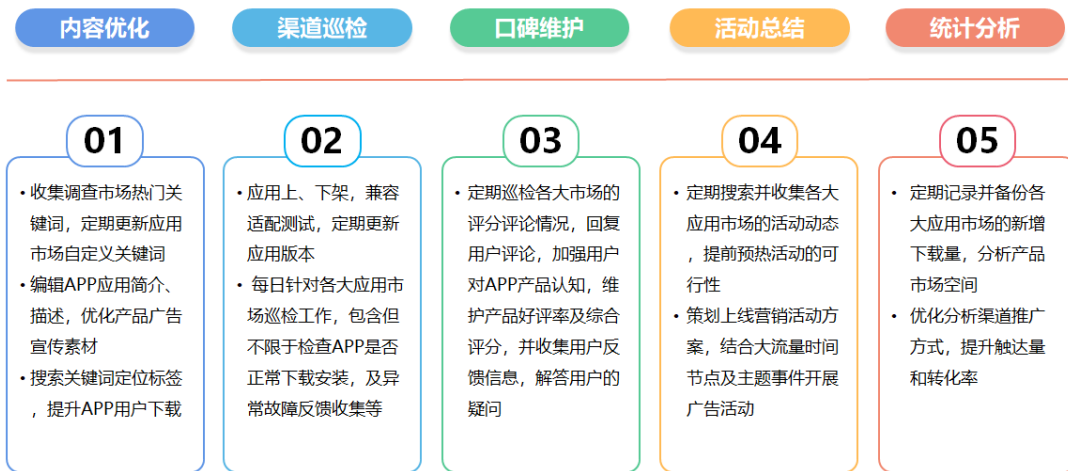 内容优化
渠道巡检
口碑维护
活动总结
统计分析
01
•收集调查市场热门关
键词，定期更新应用
市场自定义关键词
•编辑APP应用简介、
描述，优化产品广告
宣传素材
•搜索关键词定位标签
，提升APP用户下载
02
•应用上、下架，兼容
适配测试，定期更新
应用版本
• 每日针对各大应用市
场巡检工作，包含但
不限于检查APP是否
正常下载安装，及异
常故障反馈收集等
03
•定期巡检各大市场的
评分评论情况，回复
用户评论，加强用户
对APP产品认知，维
护产品好评率及综合
评分，并收集用户反
馈信息，解答用户的
疑问
04
•定期搜索并收集各大
应用市场的活动动态
，提前预热活动的可
行性
•策划上线营销活动方
案，结合大流量时间
节点及主题事件开展
广告活动
05
• 定期记录并备份各
大应用市场的新增
下载量，分析产品
市场空间
• 优化分析渠道推广
方式，提升触达量
和转化率